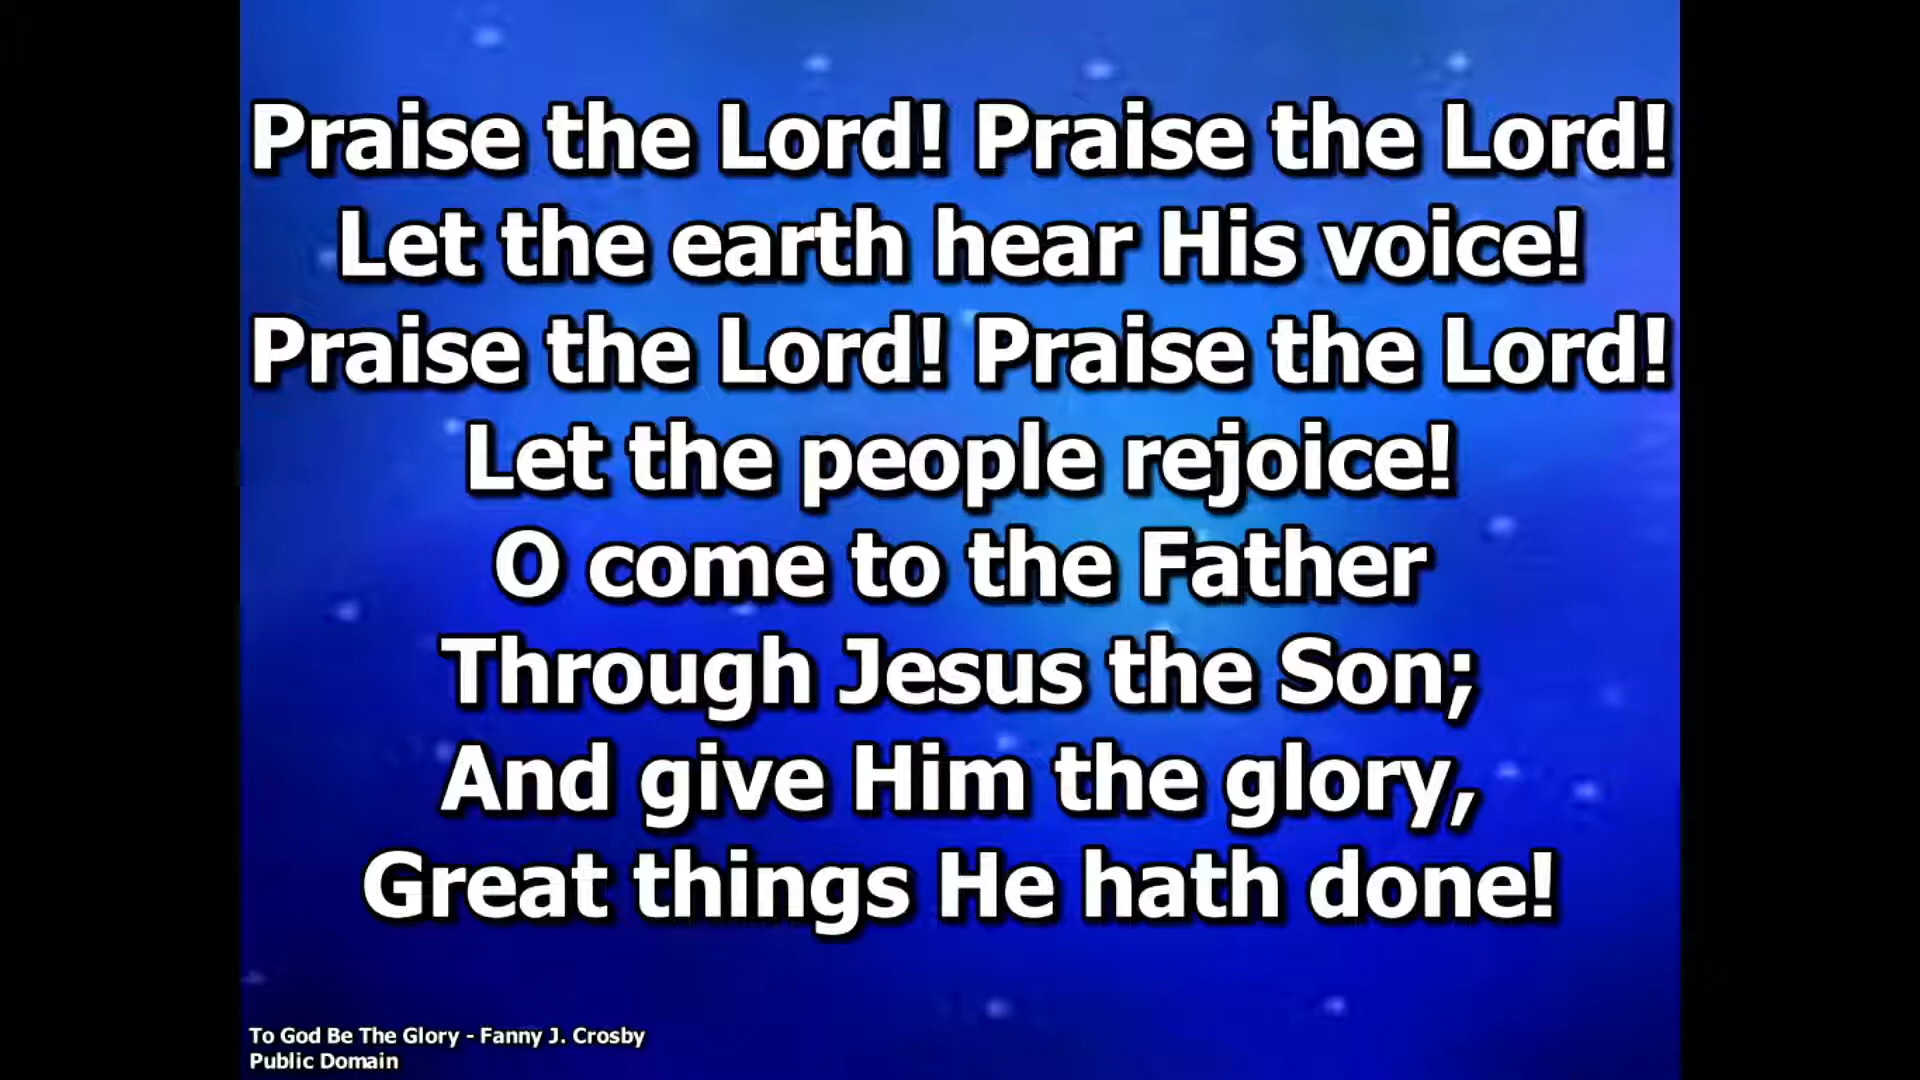 Praise the Lord! Praise the Lord!
Let the earth hear His voice!
Praise the Lord! Praise the Lord!
Let the people rejoice!
O come to the Father
Through Jesus the Son;
And give Him the glory,
Great things He hath done!
To God Be The Glory - Fanny J. Crosby
Public Domain